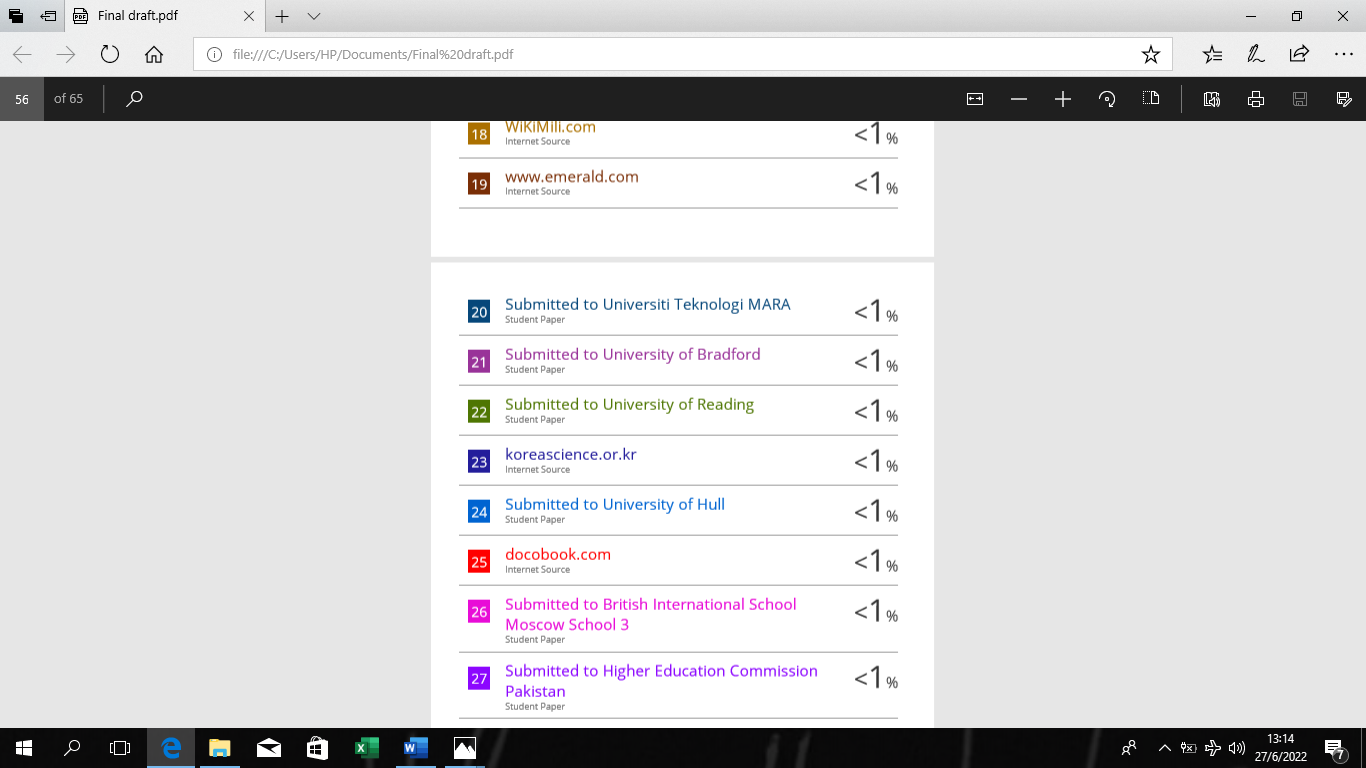 Final draft.pdf
file:///C:/Users/HP/Documents/Final%20draft.pdf
56 of 65
18 WiKiMili.com <1%
Internet Source
19 www.emerald.com <1%
Internet Source
20 Submitted to Universiti Teknologi MARA <1%
Student Paper
21 Submitted to University of Bradford <1%
Student Paper
22 Submitted to University of Reading <1%
Student Paper
23 koreascience.or.kr <1%
Internet Source
24 Submitted to University of Hull <1%
Student Paper
25 docobook.com <1%
Internet Source
26 Submitted to British International School <1%
Moscow School 3
Student Paper
27 Submitted to Higher Education Commission <1%
Pakistan
Student Paper
13:14
27/6/2022
7